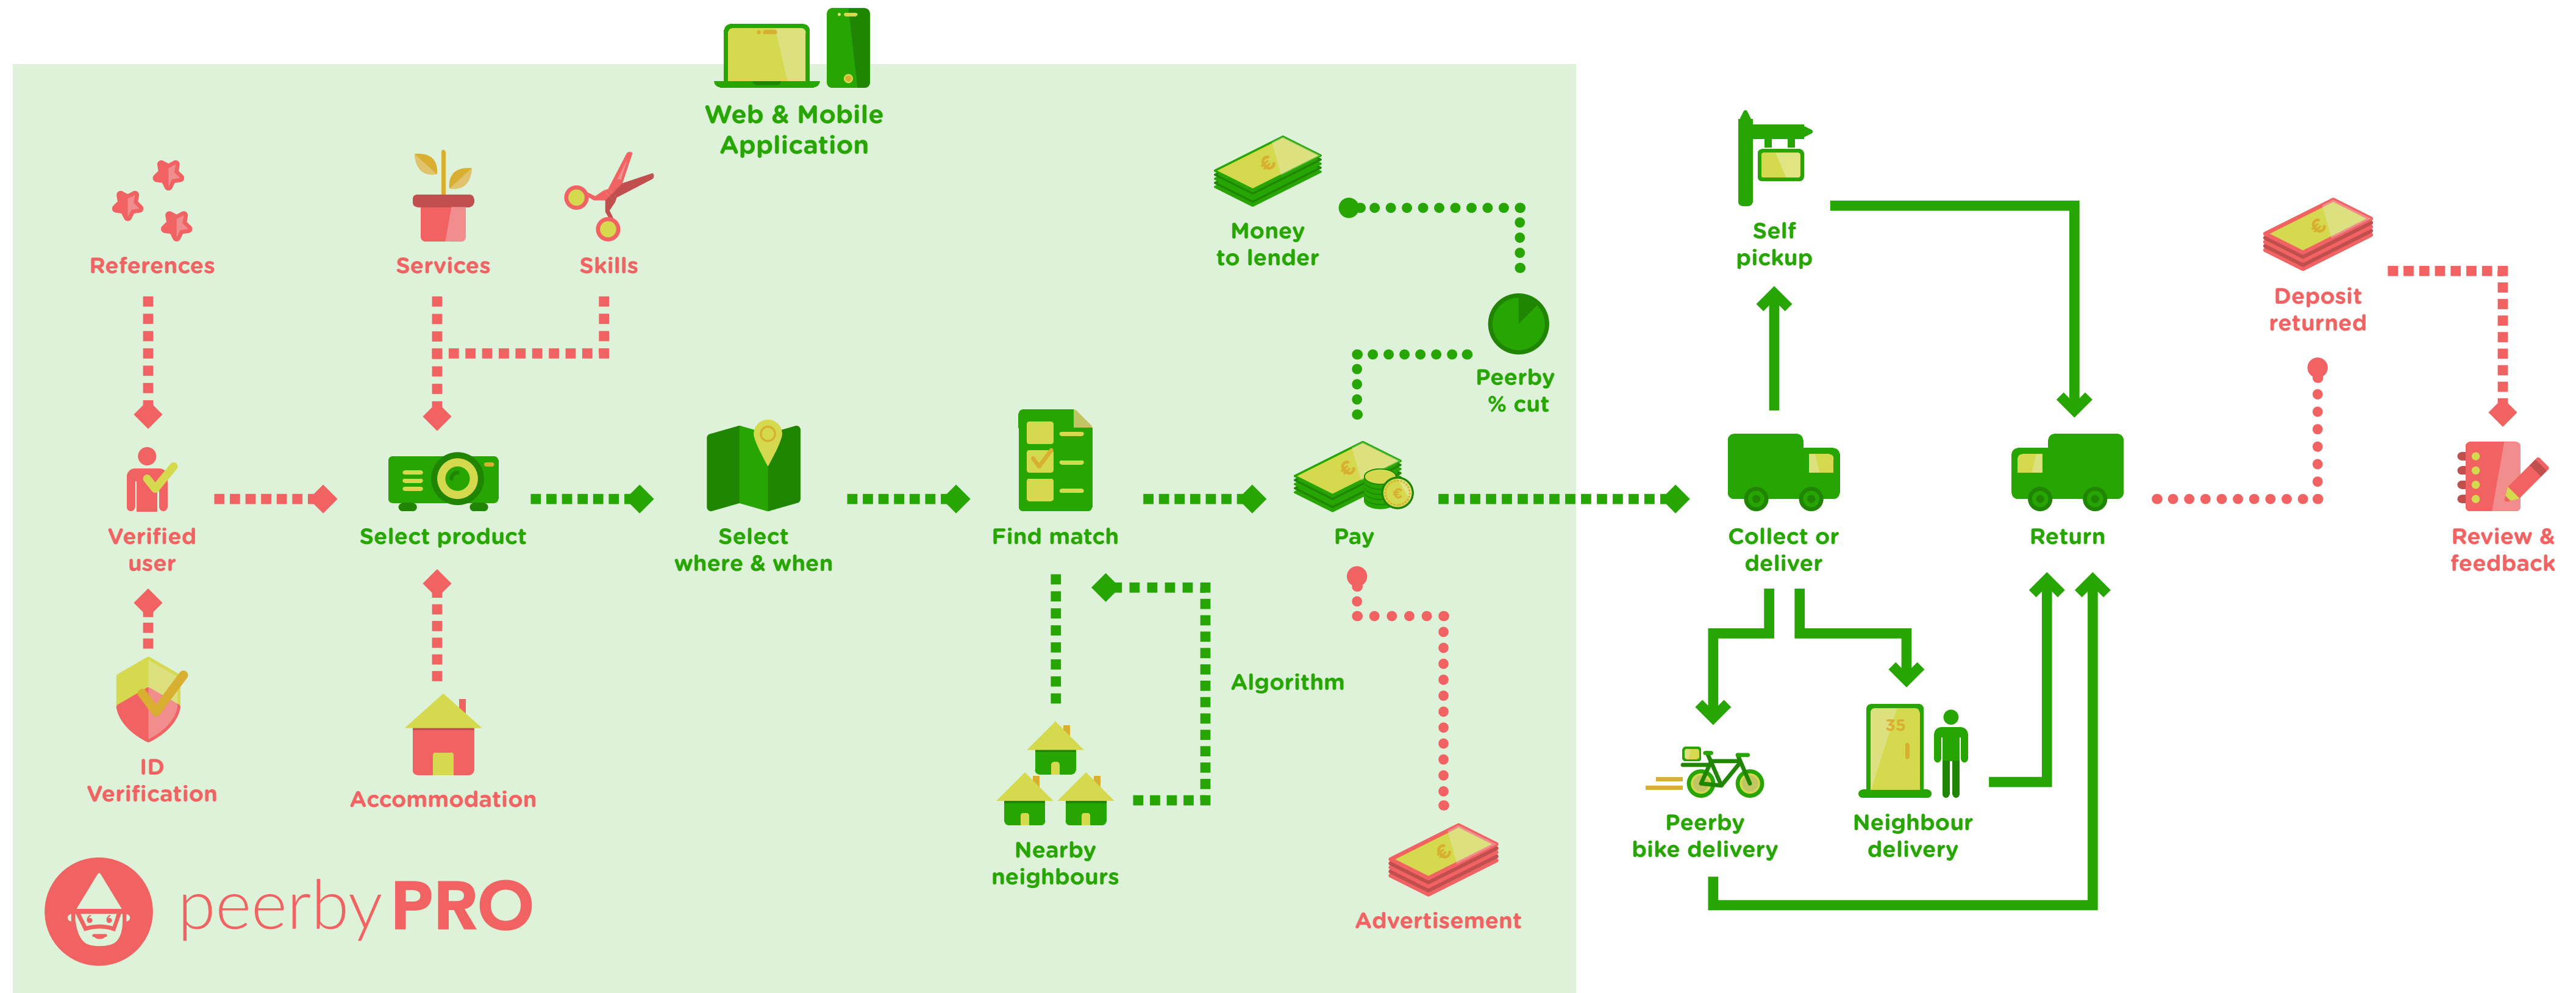 Web & Mobile
Application
References
Services
Skills
Money
to lender
Self
pickup
Deposit
returned
Peerby
% cut
Verified
user
Select product
Select
where & when
Find match
Pay
Collect or
deliver
Return
Review &
feedback
Algorithm
ID
Verification
Accommodation
Nearby
neighbours
35
Peerby
bike delivery
Neighbour
delivery
Advertisement
peerby PRO
€
€
€
€
€